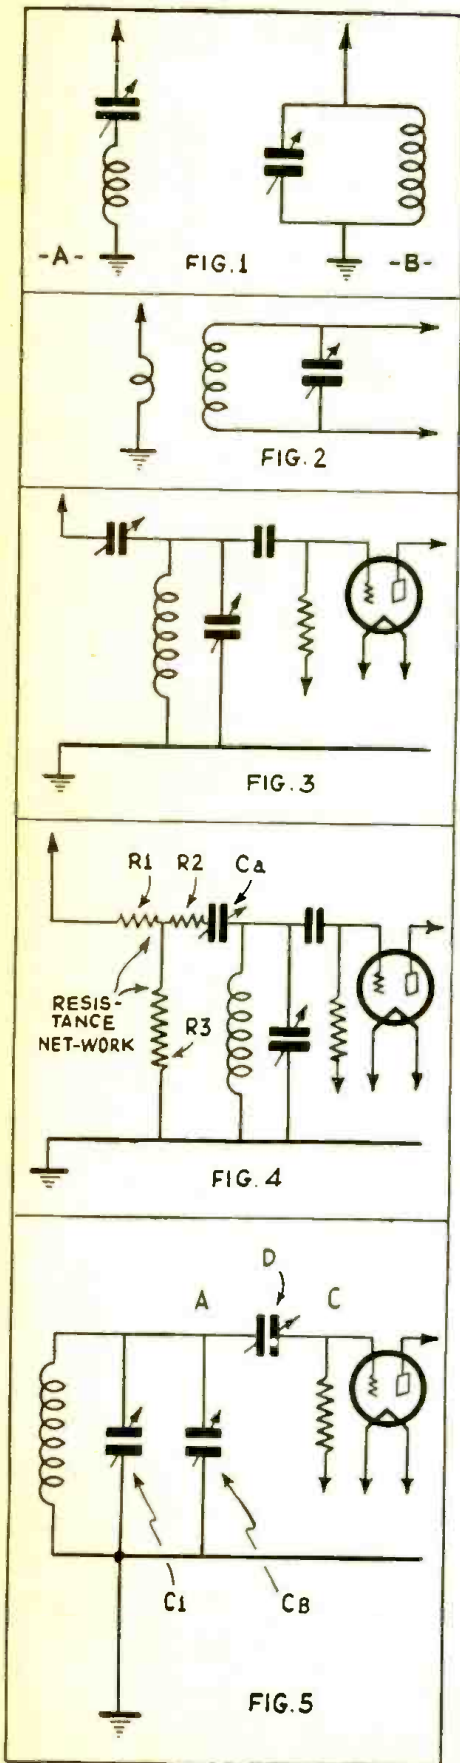 -A-
FIG.1
-B-
FIG.2
FIG.3
R1 R2 Ca
RESIS-
TANCE
NET-WORK
R3
FIG.4
D
A C
C1 CB
FIG.5